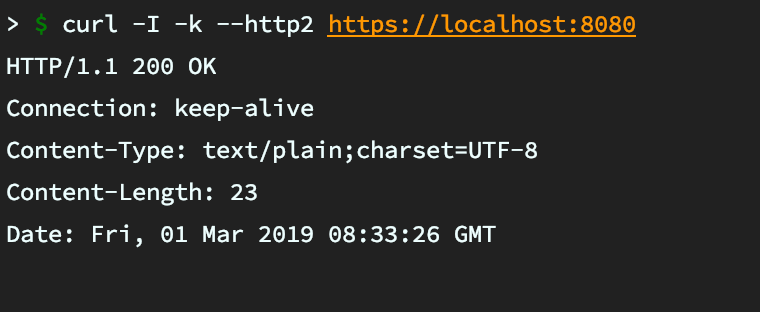 > $ curl -I -k --http2 https://localhost:8080
HTTP/1.1 200 OK
Connection: keep-alive
Content-Type: text/plain;charset=UTF-8
Content-Length: 23
Date: Fri, 01 Mar 2019 08:33:26 GMT